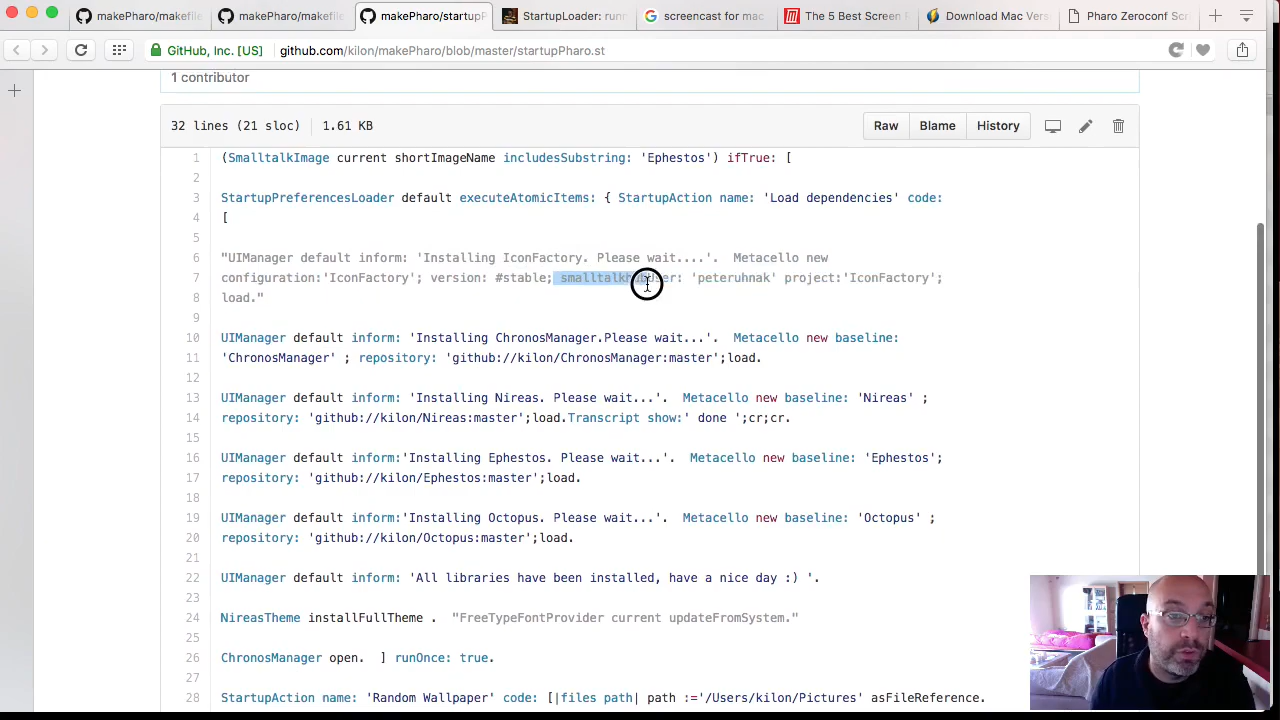 makePharo/makefile
makePharo/makefile
makePharo/startupP
StartupLoader: runn
screencast for mac
The 5 Best Screen R
Download Mac Vers
Pharo Zeroconf Scr
GitHub, Inc. [US]
github.com/kilon/makePharo/blob/master/startupPharo.st
1 contributor
32 lines (21 sloc) 1.61 KB
Raw
Blame
History
1 (SmalltalkImage current shortImageName includesSubstring: 'Ephestos') ifTrue: [
2
3 StartupPreferencesLoader default executeAtomicItems: { StartupAction name: 'Load dependencies' code:
4 [
5
6 "UIManager default inform: 'Installing IconFactory. Please wait....'.  Metacello new
7 configuration:'IconFactory'; version: #stable; smalltalkhubUser: 'peteruhnak' project:'IconFactory';
8 load."
9
10 UIManager default inform: 'Installing ChronosManager.Please wait...'.  Metacello new baseline:
11 'ChronosManager' ; repository: 'github://kilon/ChronosManager:master';load.
12
13 UIManager default inform: 'Installing Nireas. Please wait...'.  Metacello new baseline: 'Nireas' ;
14 repository: 'github://kilon/Nireas:master';load.Transcript show:' done ';cr;cr.
15
16 UIManager default inform:'Installing Ephestos. Please wait...'.  Metacello new baseline: 'Ephestos';
17 repository: 'github://kilon/Ephestos:master';load.
18
19 UIManager default inform:'Installing Octopus. Please wait...'.  Metacello new baseline: 'Octopus' ;
20 repository: 'github://kilon/Octopus:master';load.
21
22 UIManager default inform: 'All libraries have been installed, have a nice day :) '.
23
24 NireasTheme installFullTheme .  "FreeTypeFontProvider current updateFromSystem."
25
26 ChronosManager open.  ] runOnce: true.
27
28 StartupAction name: 'Random Wallpaper' code: [|files path| path :='/Users/kilon/Pictures' asFileReference.